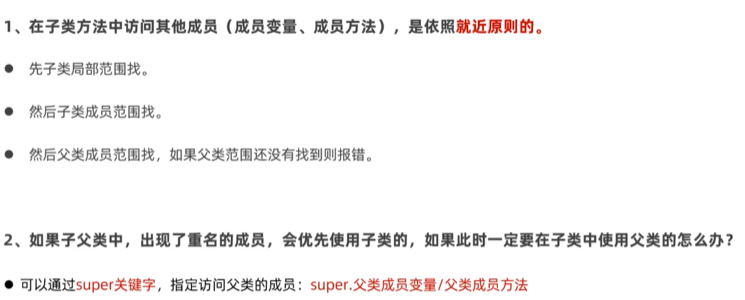 1、在子类方法中访问其他成员（成员变量、成员方法），是依照就近原则的。
● 先子类局部范围找。
● 然后子类成员范围找。
● 然后父类成员范围找，如果父类范围还没有找到则报错。
2、如果子父类中，出现了重名的成员，会优先使用子类的，如果此时一定要在子类中使用父类的怎么办？
● 可以通过super关键字，指定访问父类的成员：super.父类成员变量/父类成员方法